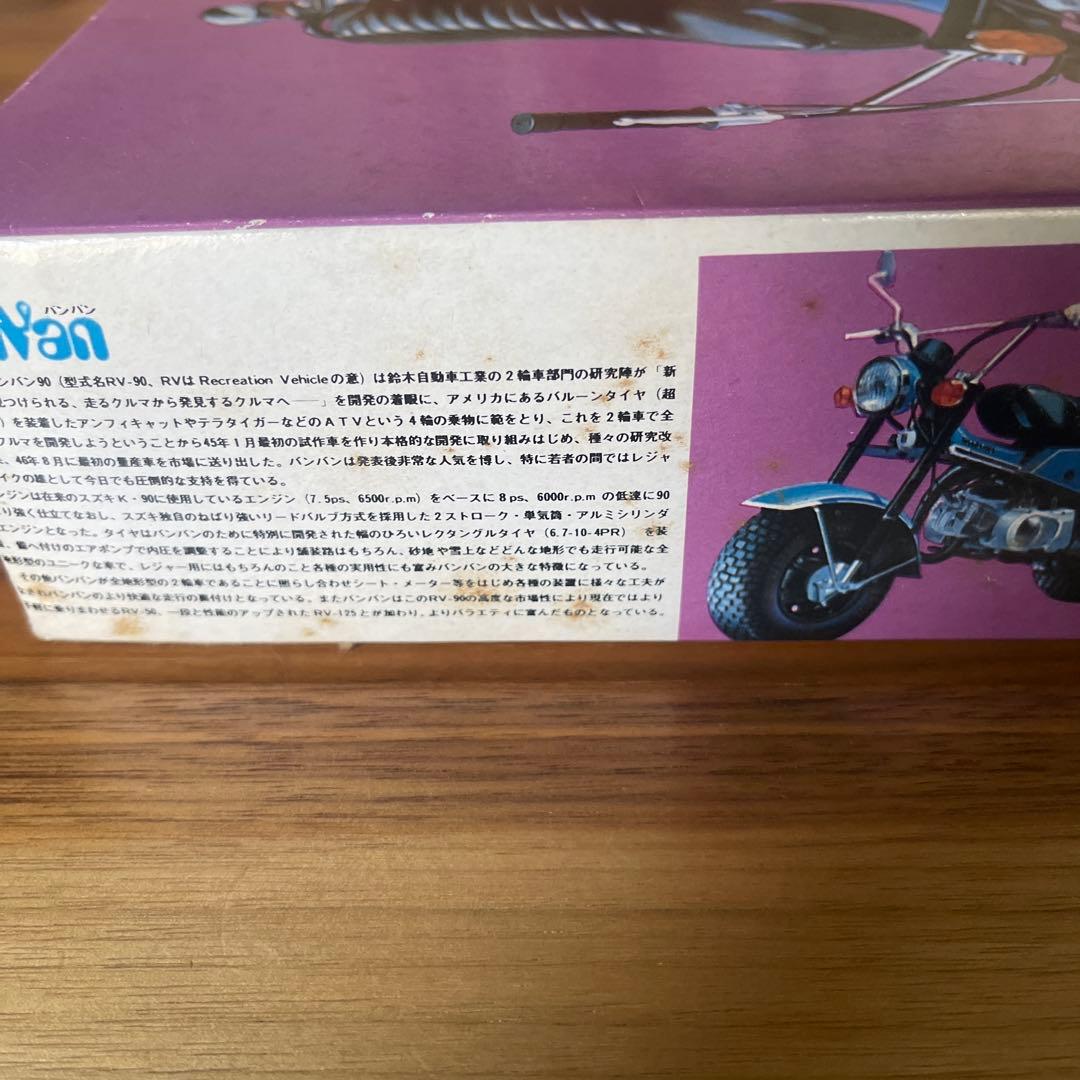 バンバン
Van
ンバン90(型式名RV-90、RVは Recreation Vehicleの意)は鈴木自動車工業の2輪車部門の研究陣が「新
つけられる、走るクルマから発見するクルマへ——」を開発の着眼に、アメリカにあるバルーンタイヤ(超
)を装着したアンフィキャットやテラタイガーなどのATVという4輪の乗物に範をとり、これを2輪車で全
クルマを開発しようということから45年1月最初の試作車を作り本格的な開発に取り組みはじめ、種々の研究改
、46年8月に最初の量産車を市場に送り出した。バンバンは発表後非常な人気を博し、特に若者の間ではレジャ
イクの雄として今日でも圧倒的な支持を得ている。
ンジンは在来のスズキK・90に使用しているエンジン(7.5ps、6500r.p.m)をベースに8ps、6000r.p.mの低速に90
り強く仕立てなおし、スズキ独自のねばり強いリードバルブ方式を採用した2ストローク・単気筒・アルミシリンダ
エンジンとなった。タイヤはバンバンのために特別に開発された幅のひろいレクタングルタイヤ(6.7-10-4PR)を装
備へ付けのエアポンプで内圧を調整することにより舗装路はもちろん、砂地や雪上などどんな地形でも走行可能な全
地形型のユニークな車で、レジャー用にはもちろんのこと各種の実用性にも富みバンバンの大きな特徴になっている。
その他バンバンが全地形型の2輪車であることに照らし合わせシート・メーター等をはじめ各種の装置に様々な工夫が
されバンバンのより快適な走行の裏付けとなっている。またバンバンはこのRV-90の高度な市場性により現在ではより
軽に乗りまわせるRV-50、一段と性能のアップされたRV-125とが加わり、よりバラエティに富んだものとなっている。